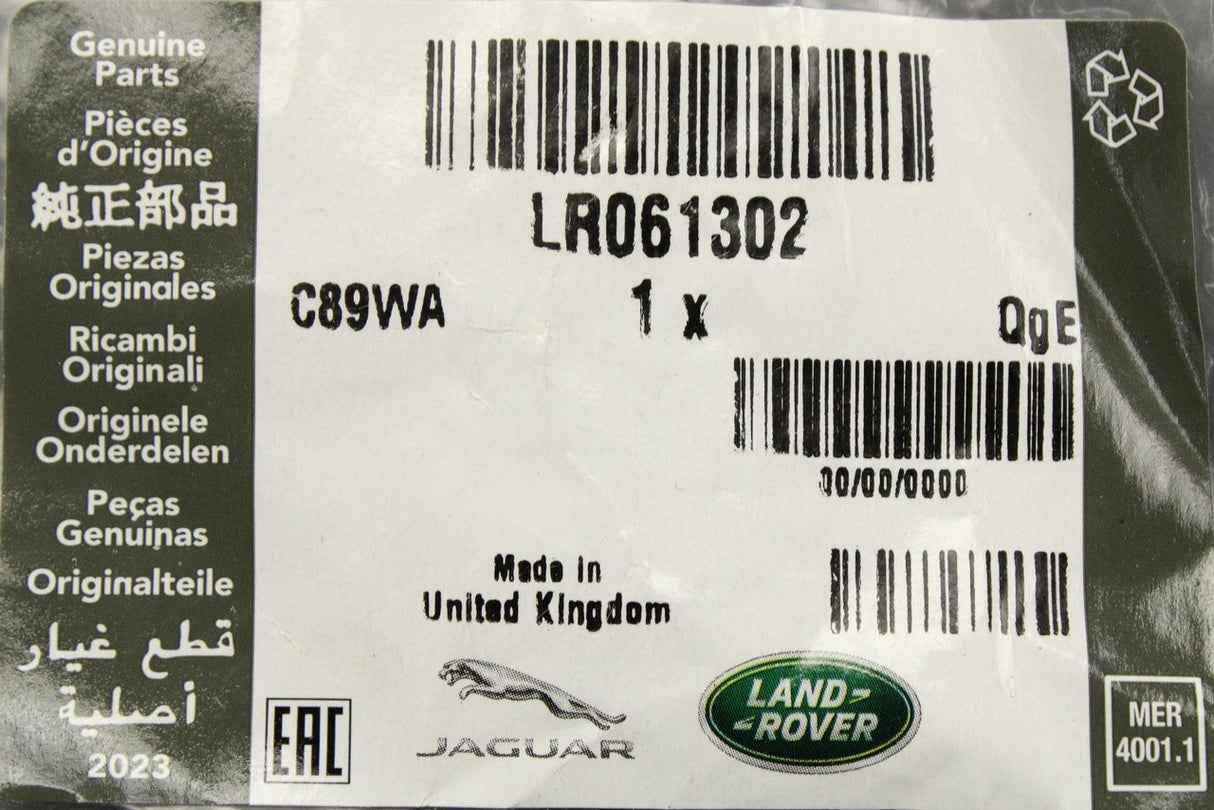 Genuine
Parts
Pièces
d'Origine
純正部品
Piezas
Originales
Ricambi
Originali
Originele
Onderdelen
Peças
Genuinas
Originalteile
قطع غيار
أصلية
2023
LR061302
C89WA 1 x QgE
00/00/0000
Made in
United Kingdom
EAC
JAGUAR
LAND
ROVER
MER
4001.1